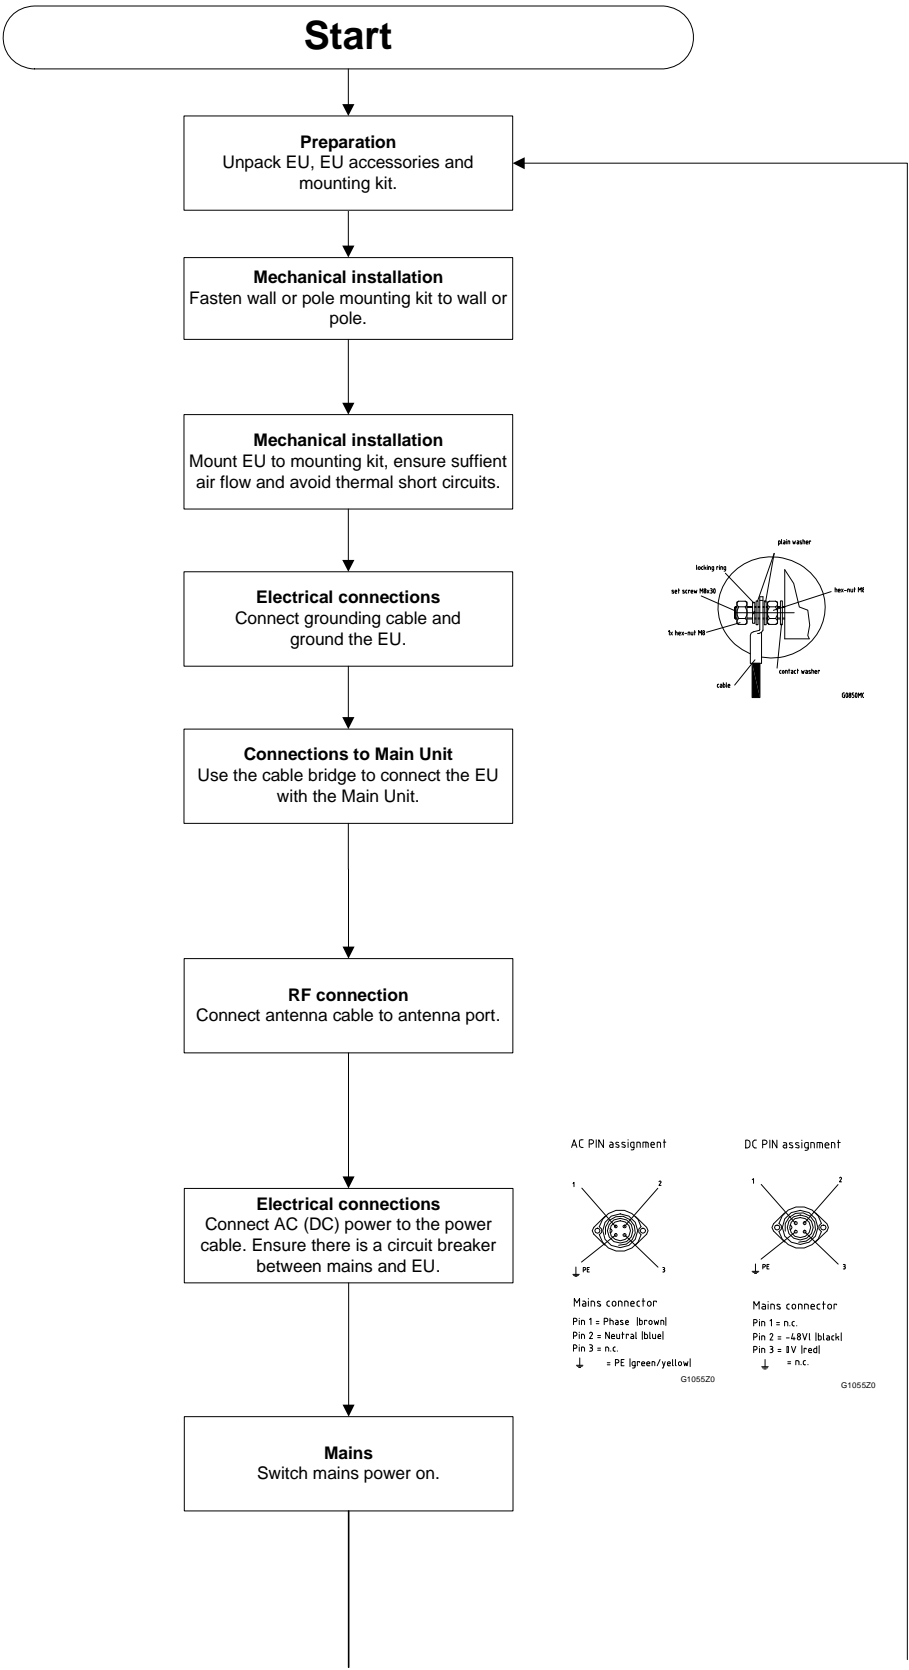 Start
Preparation
Unpack EU, EU accessories and
mounting kit.
Mechanical installation
Fasten wall or pole mounting kit to wall or
pole.
Mechanical installation
Mount EU to mounting kit, ensure suffient
air flow and avoid thermal short circuits.
Electrical connections
Connect grounding cable and
ground the EU.
plain washer
locking ring
set screw M8x30
hex-nut M8
1x hex-nut M8
contact washer
cable
Connections to Main Unit
Use the cable bridge to connect the EU
with the Main Unit.
RF connection
Connect antenna cable to antenna port.
Electrical connections
Connect AC (DC) power to the power
cable. Ensure there is a circuit breaker
between mains and EU.
AC PIN assignment
1
2
PE
3
Mains connector
Pin 1 = Phase |brown|
Pin 2 = Neutral |blue|
Pin 3 = n.c.
= PE |green/yellow|
G1055Z0
DC PIN assignment
1
2
PE
3
Mains connector
Pin 1 = n.c.
Pin 2 = -48V| |black|
Pin 3 = V |red|
= n.c.
G1055Z0
Mains
Switch mains power on.